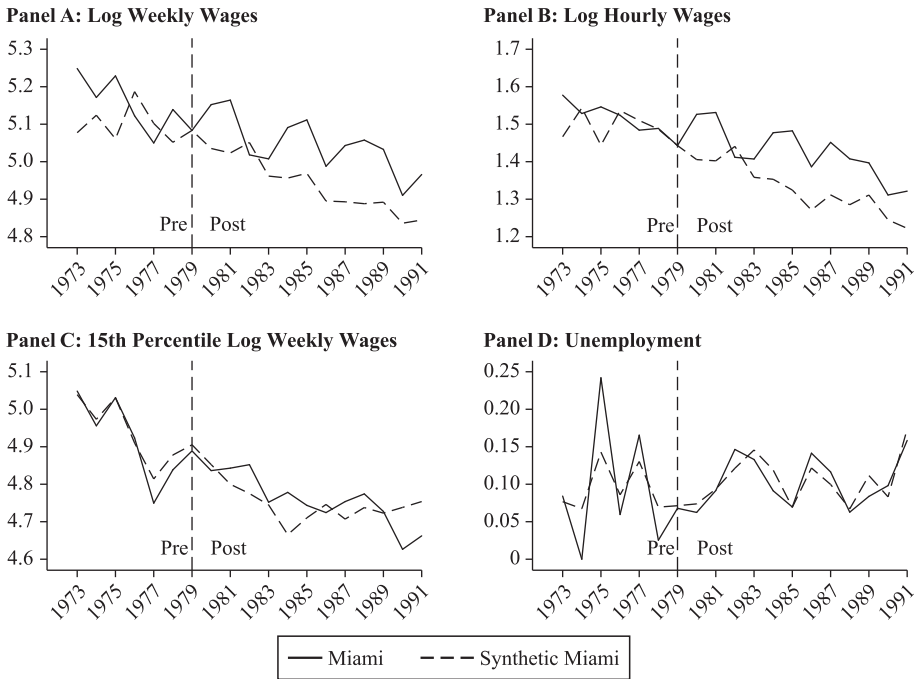 Panel A: Log Weekly Wages
5.3
5.2
5.1
5.0
4.9
4.8
Pre Post
1973 1975 1977 1979 1981 1983 1985 1987 1989 1991
Panel B: Log Hourly Wages
1.7
1.6
1.5
1.4
1.3
1.2
Pre Post
1973 1975 1977 1979 1981 1983 1985 1987 1989 1991
Panel C: 15th Percentile Log Weekly Wages
5.1
5.0
4.9
4.8
4.7
4.6
Pre Post
1973 1975 1977 1979 1981 1983 1985 1987 1989 1991
Panel D: Unemployment
0.25
0.20
0.15
0.10
0.05
0
Pre Post
1973 1975 1977 1979 1981 1983 1985 1987 1989 1991
Miami Synthetic Miami